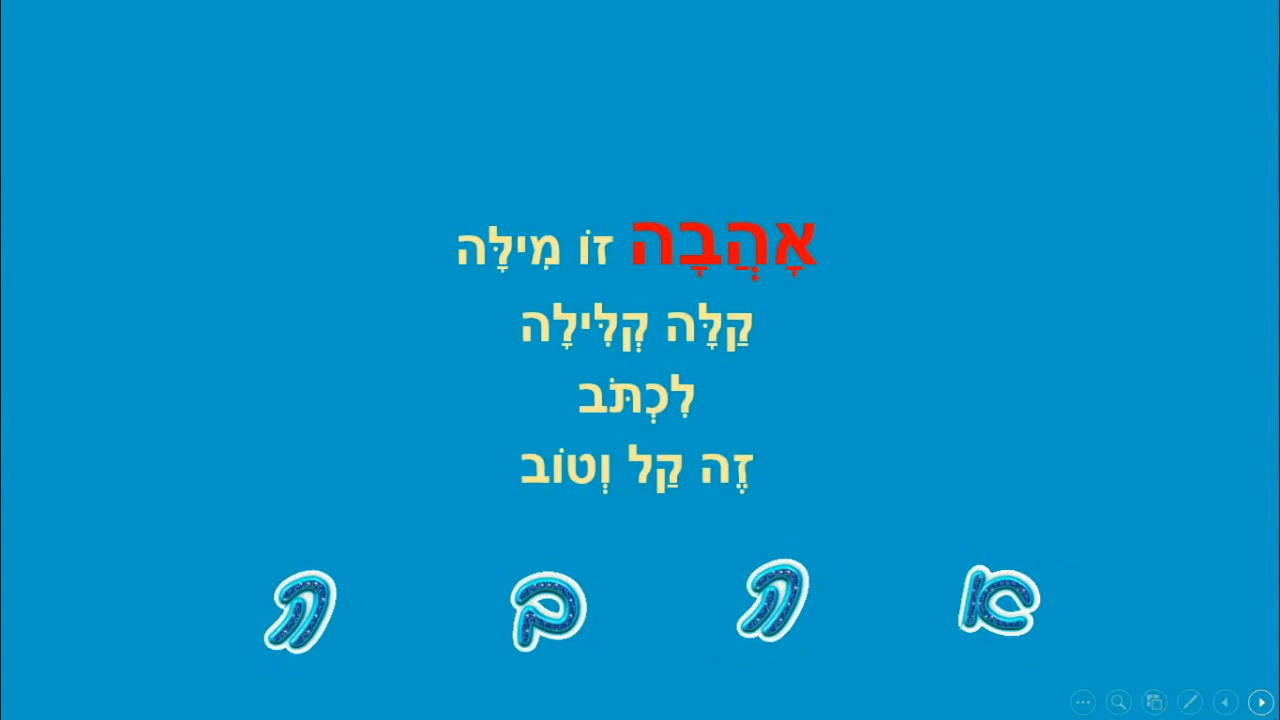 אָהֲבָה זוֹ מִילָּה
קַלָּה קְלִּילָה
לִכְתֹּב
זֶה קַל וְטוֹב
א ה ב ה